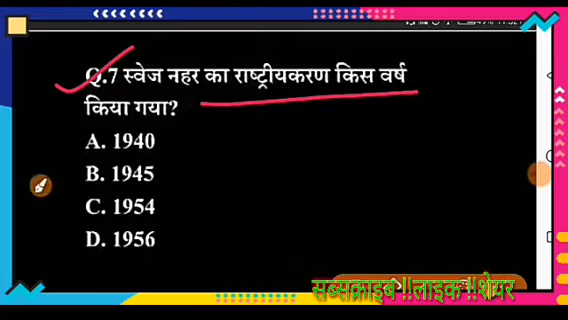 Q.7 स्वेज नहर का राष्ट्रीयकरण किस वर्ष
किया गया?
A. 1940
B. 1945
C. 1954
D. 1956
सब्सक्राइब !!लाइक !!शेयर